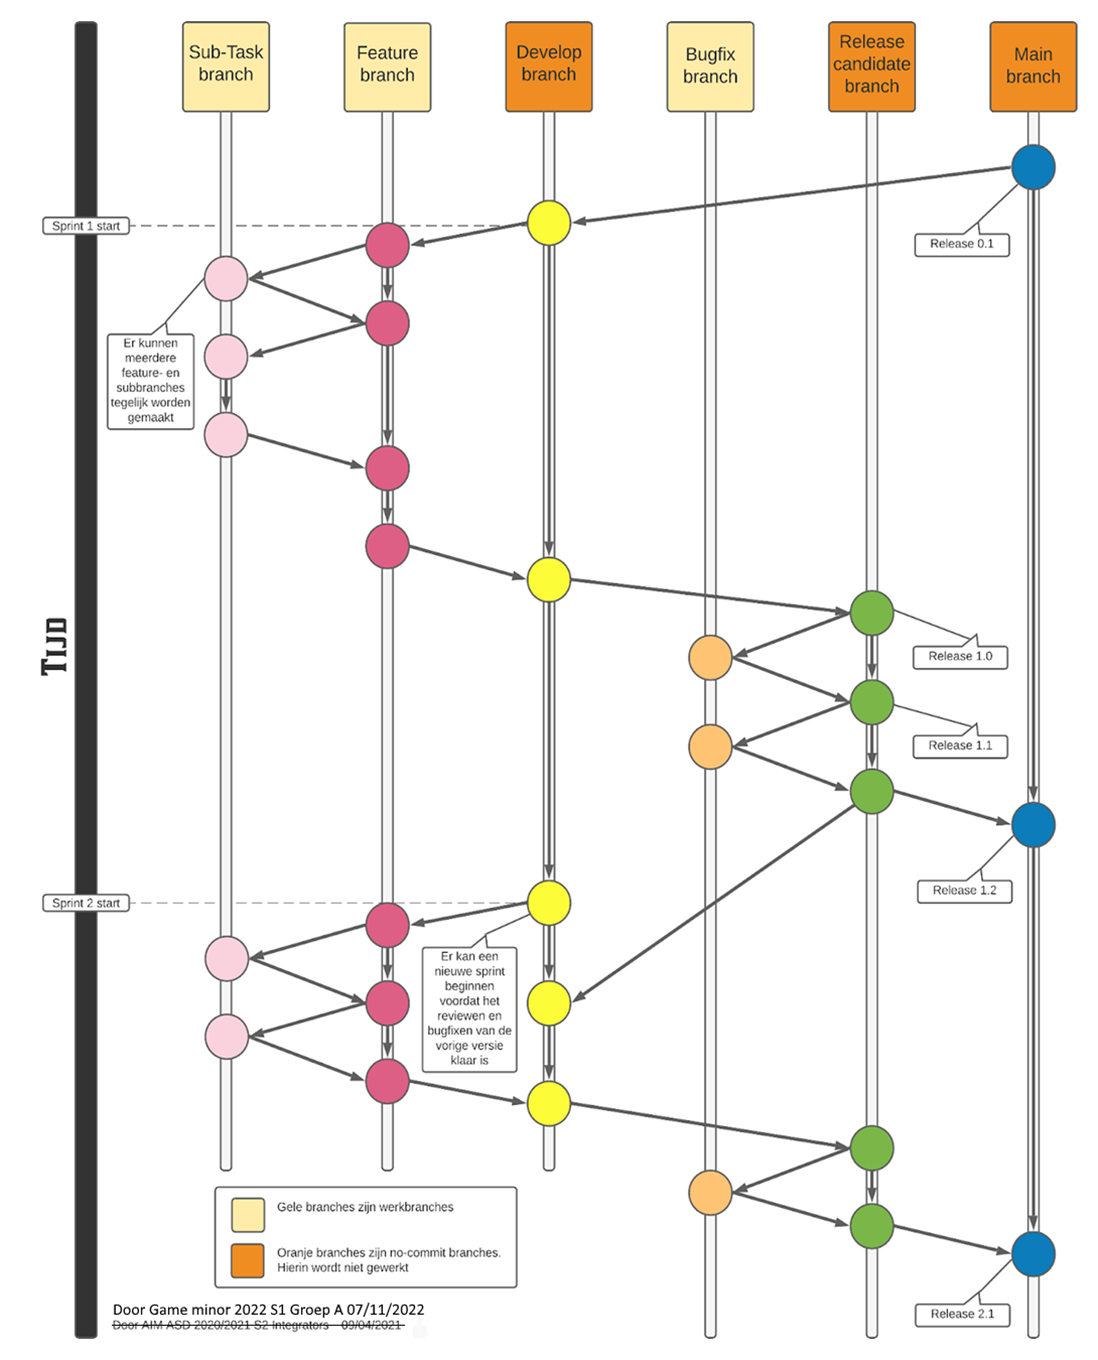 Sub-Task
branch
Feature
branch
Develop
branch
Bugfix
branch
Release
candidate
branch
Main
branch
Release 0.1
Sprint 1 start
Er kunnen
meerdere
feature- en
subbranches
tegelijk worden
gemaakt
TIJD
Release 1.0
Release 1.1
Release 1.2
Sprint 2 start
Er kan een
nieuwe sprint
beginnen
voordat het
reviewen en
bugfixen van de
vorige versie
klaar is
Gele branches zijn werkbranches
Oranje branches zijn no-commit branches.
Hierin wordt niet gewerkt
Release 2.1
Door Game minor 2022 S1 Groep A 07/11/2022
Door AIM ASD 2020/2021 S2 Integrators - 09/04/2021